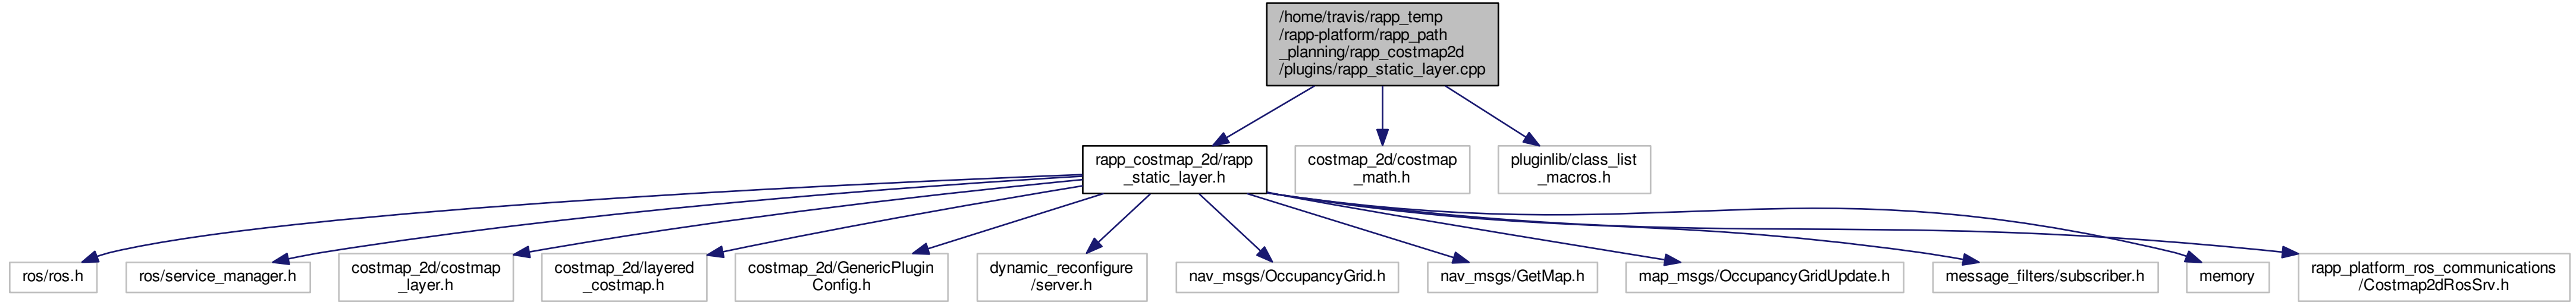 /home/travis/rapp_temp
/rapp-platform/rapp_path
_planning/rapp_costmap2d
/plugins/rapp_static_layer.cpp
rapp_costmap_2d/rapp
_static_layer.h
costmap_2d/costmap
_math.h
pluginlib/class_list
_macros.h
ros/ros.h
ros/service_manager.h
costmap_2d/costmap
_layer.h
costmap_2d/layered
_costmap.h
costmap_2d/GenericPlugin
Config.h
dynamic_reconfigure
/server.h
nav_msgs/OccupancyGrid.h
nav_msgs/GetMap.h
map_msgs/OccupancyGridUpdate.h
message_filters/subscriber.h
memory
rapp_platform_ros_communications
/Costmap2dRosSrv.h